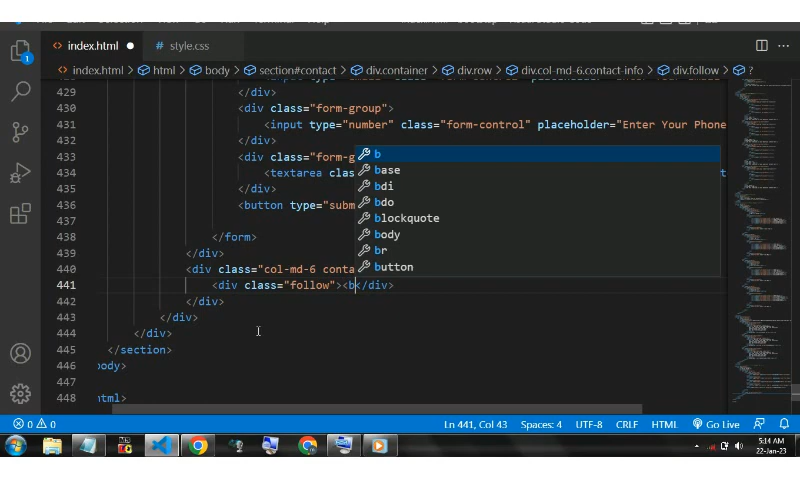 index.html
# style.css
index.html > html > body > section#contact > div.container > div.row > div.col-md-6.contact-info > div.follow > ?
429 </div>
430 <div class="form-group">
431 <input type="number" class="form-control" placeholder="Enter Your Phone
432 </div>
433 <div class="form-g
434 <textarea clas
435 </div>
436 <button type="subm
437
438 </form>
439 </div>
440 <div class="col-md-6 conta
441 <div class="follow"><b</div>
442 </div>
443 </div>
444 </div>
445 </section>
446 body>
447
448 html>
b
base
bdi
bdo
blockquote
body
br
button
1
0 0
Ln 441, Col 43
Spaces: 4
UTF-8
CRLF
HTML
Go Live
5:14 AM
22-Jan-23